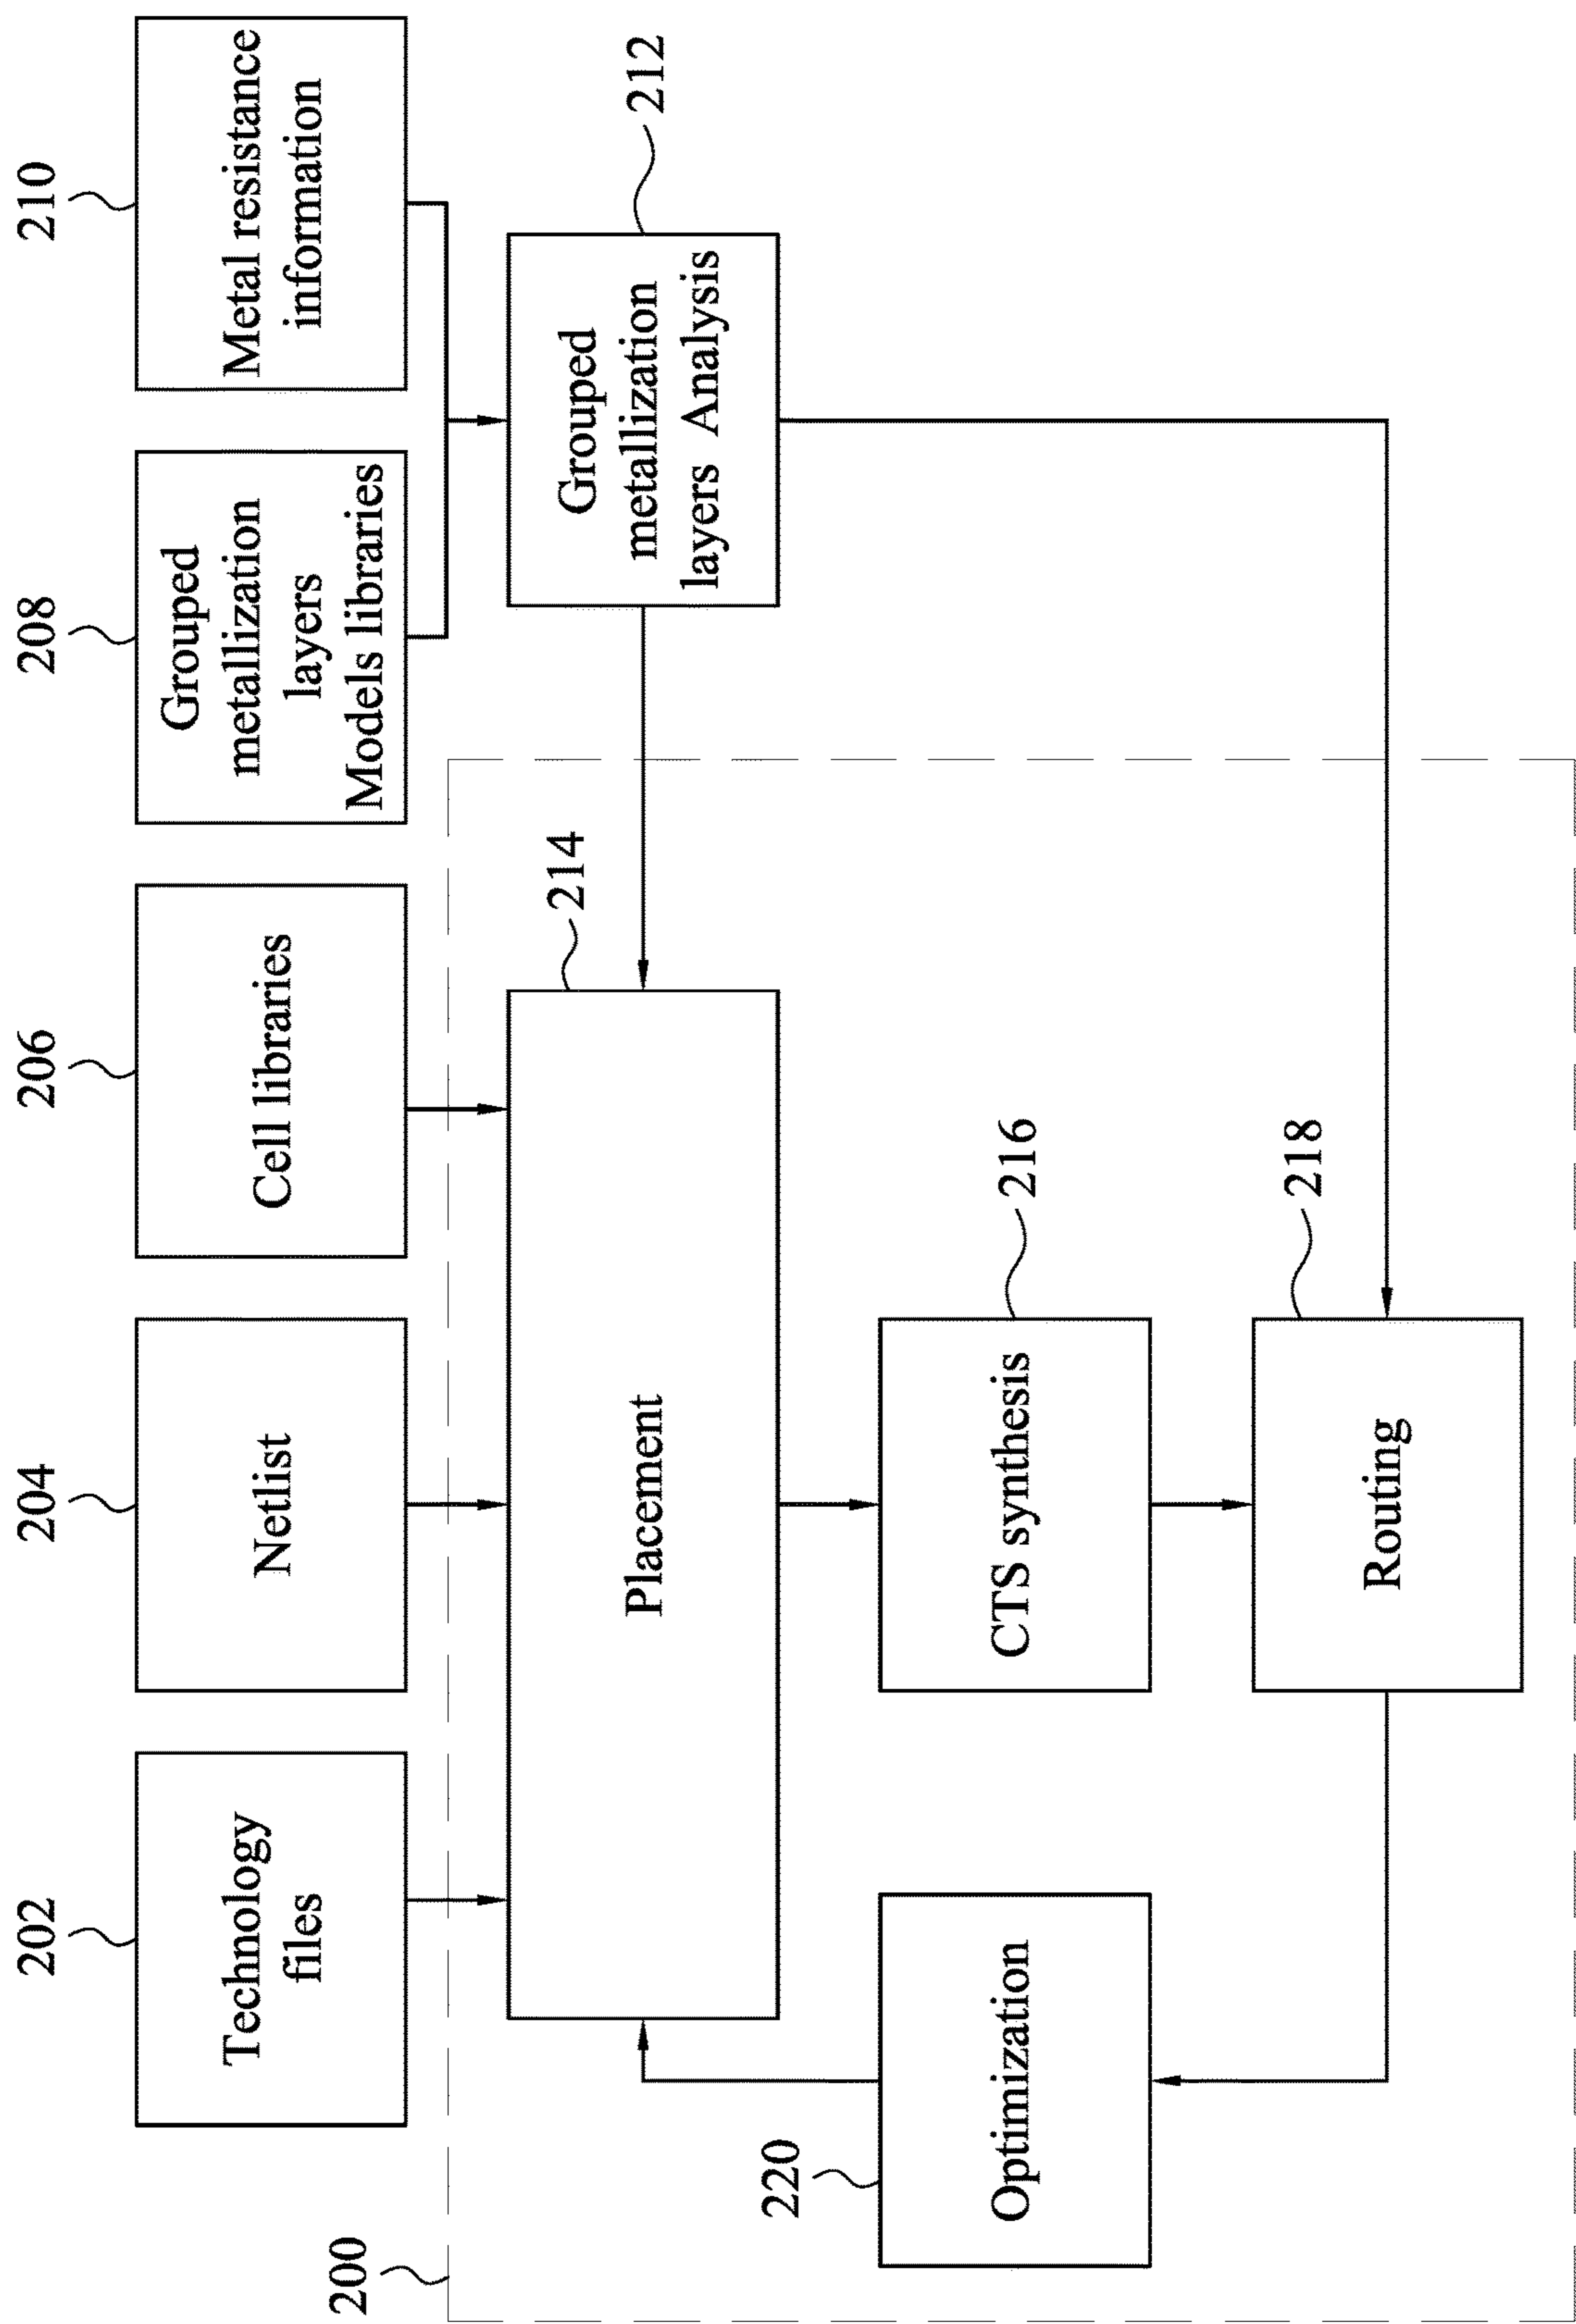 202
204
206
208
210
Technology
files
Netlist
Cell libraries
Grouped
metallization
layers
Models libraries
Metal resistance
information
200
214
212
Placement
Grouped
metallization
layers Analysis
220
216
Optimization
CTS synthesis
218
Routing